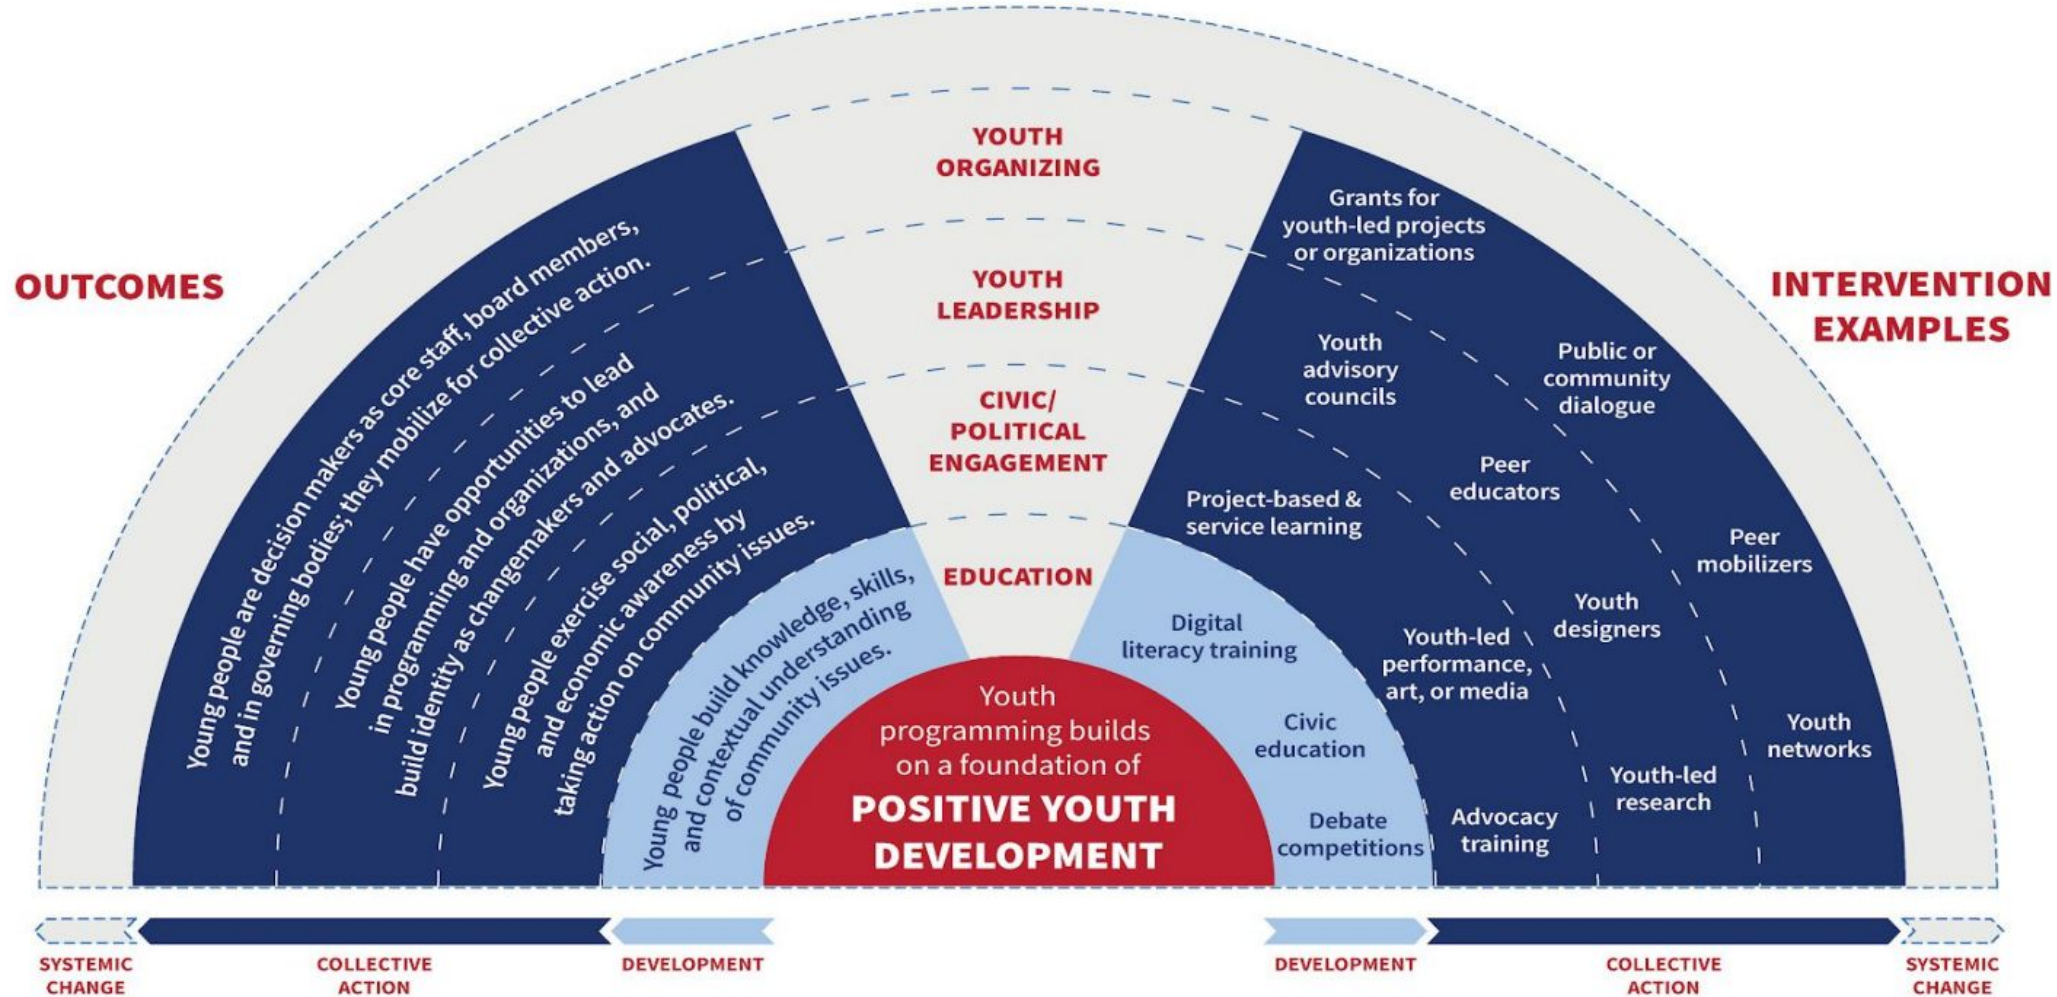 OUTCOMES
Young people are decision makers as core staff, board members,
and in governing bodies; they mobilize for collective action.
Young people have opportunities to lead
in programming and organizations, and
build identity as changemakers and advocates.
Young people exercise social, political,
and economic awareness by
taking action on community issues.
Young people build knowledge, skills,
and contextual understanding
of community issues.
YOUTH
ORGANIZING
YOUTH
LEADERSHIP
CIVIC/
POLITICAL
ENGAGEMENT
EDUCATION
Youth
programming builds
on a foundation of
POSITIVE YOUTH
DEVELOPMENT
INTERVENTION
EXAMPLES
Grants for
youth-led projects
or organizations
Public or
community
dialogue
Peer
mobilizers
Youth
networks
Youth
advisory
councils
Peer
educators
Youth
designers
Youth-led
research
Project-based &
service learning
Youth-led
performance,
art, or media
Advocacy
training
Digital
literacy training
Civic
education
Debate
competitions
SYSTEMIC
CHANGE
COLLECTIVE
ACTION
DEVELOPMENT
DEVELOPMENT
COLLECTIVE
ACTION
SYSTEMIC
CHANGE